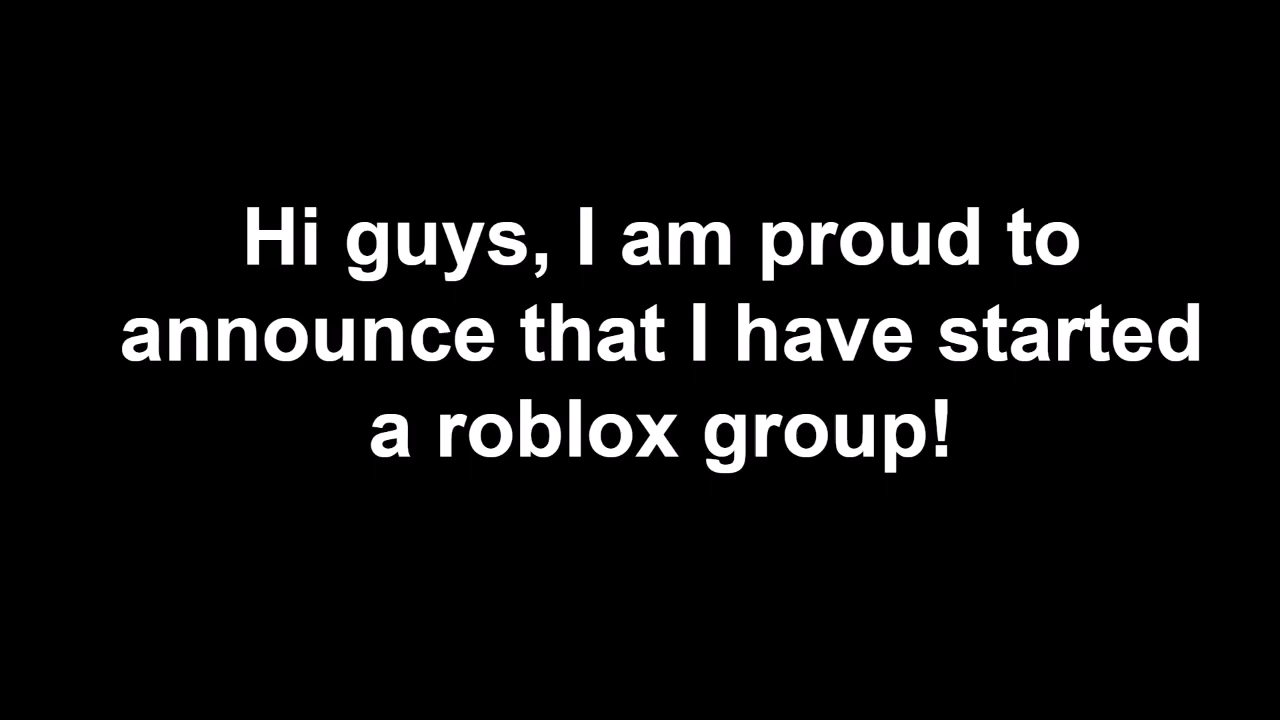 Hi guys, I am proud to
announce that I have started
a roblox group!